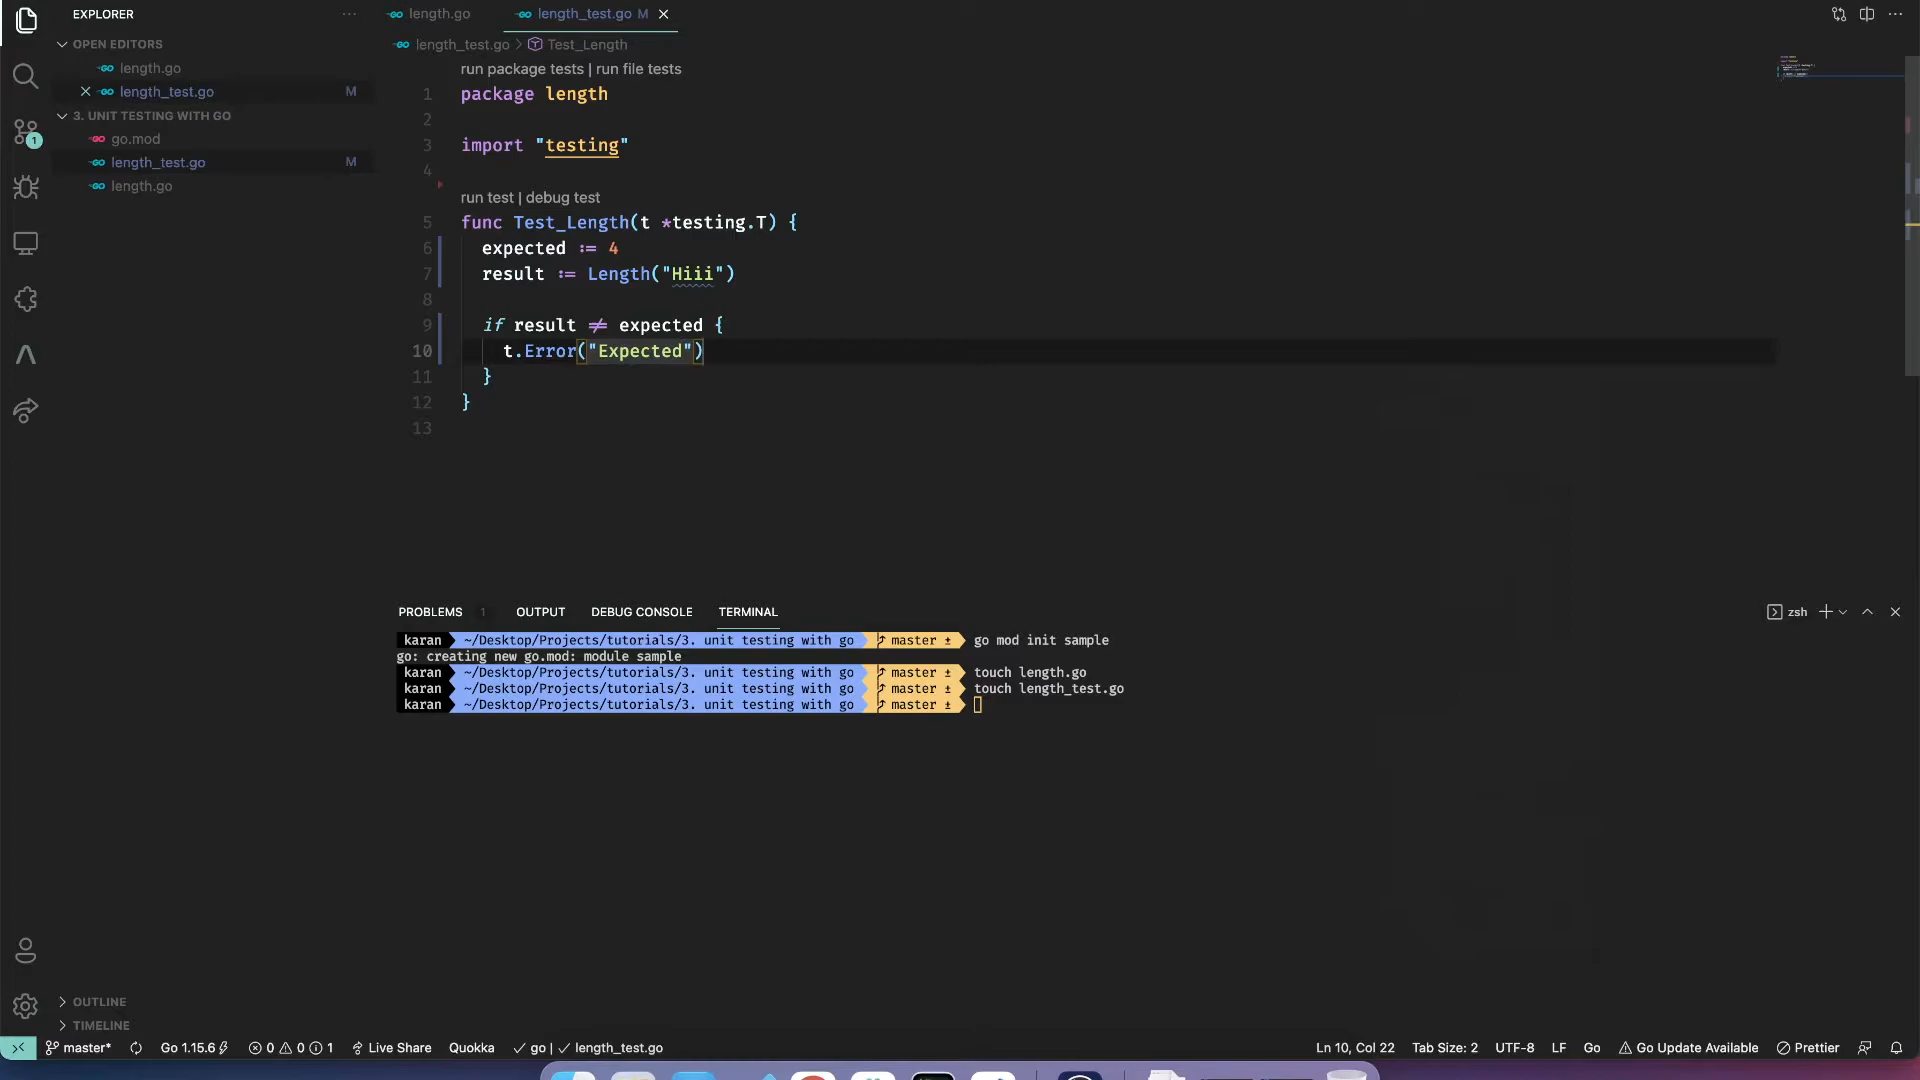 EXPLORER
length.go
length_test.go M
OPEN EDITORS
length.go
length_test.go M
3. UNIT TESTING WITH GO
go.mod
length_test.go M
length.go
1
length_test.go > Test_Length
run package tests | run file tests
1 package length
2
3 import "testing"
4
run test | debug test
5 func Test_Length(t *testing.T) {
6 expected := 4
7 result := Length("Hiii")
8
9 if result ≠ expected {
10 t.Error("Expected")
11 }
12 }
13
PROBLEMS 1 OUTPUT DEBUG CONSOLE TERMINAL
zsh
karan ~/Desktop/Projects/tutorials/3. unit testing with go master ± go mod init sample
go: creating new go.mod: module sample
karan ~/Desktop/Projects/tutorials/3. unit testing with go master ± touch length.go
karan ~/Desktop/Projects/tutorials/3. unit testing with go master ± touch length_test.go
karan ~/Desktop/Projects/tutorials/3. unit testing with go master ±
OUTLINE
TIMELINE
master* Go 1.15.6 0 0 1 Live Share Quokka ✓ go | ✓ length_test.go Ln 10, Col 22 Tab Size: 2 UTF-8 LF Go Go Update Available Prettier